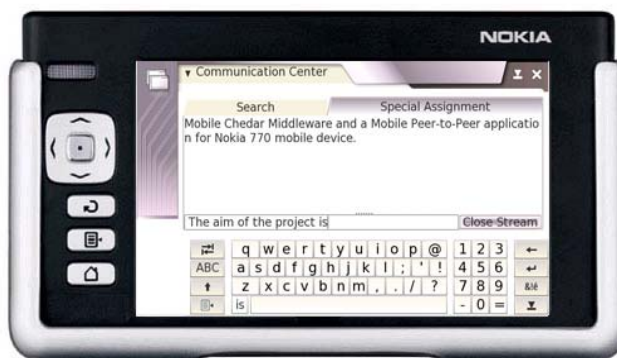 NOKIA
Communication Center
Search Special Assignment
Mobile Chedar Middleware and a Mobile Peer-to-Peer applicatio
n for Nokia 770 mobile device.
The aim of the project is Close Stream
q w e r t y u i o p @ 1 2 3
ABC a s d f g h j k l ; ' ! 4 5 6
z x c v b n m , . / ? 7 8 9 &!é
is - 0 =